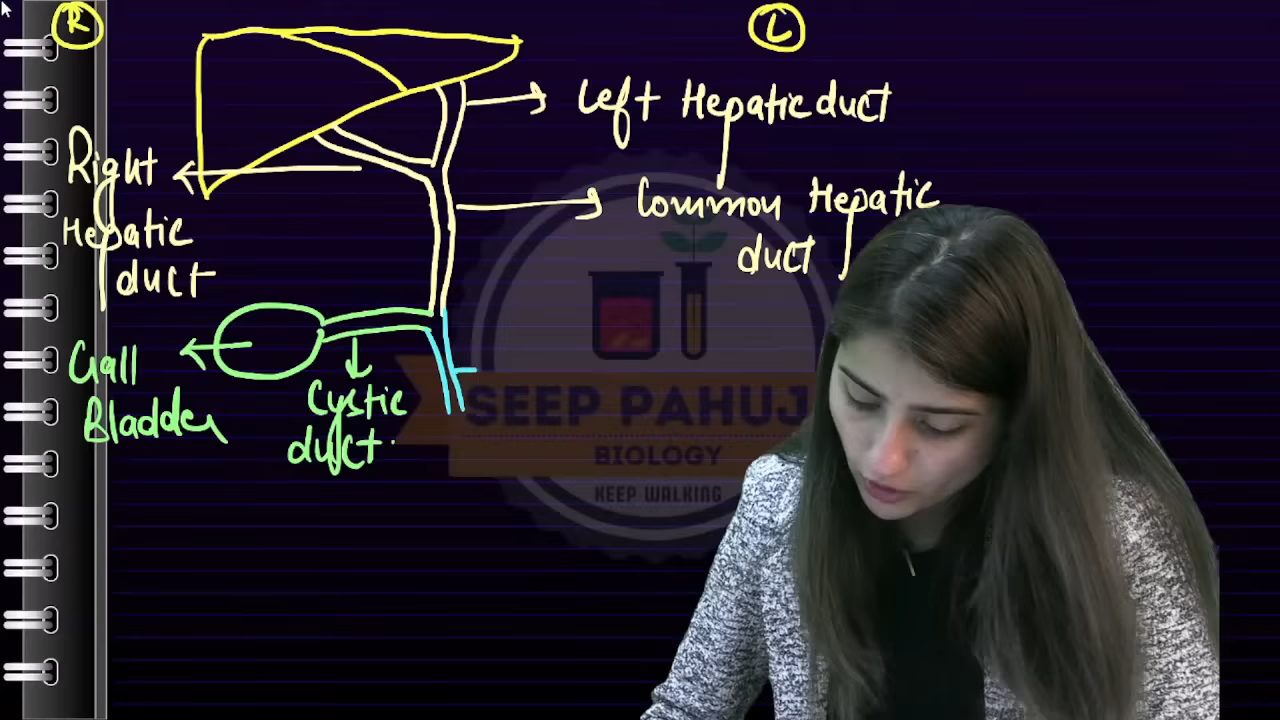 R
L
Left Hepatic duct
Right
Hepatic
duct
Common Hepatic
duct
Gall
Bladder
Cystic
duct
SEEP PAHUJ
BIOLOGY
KEEP WALKING